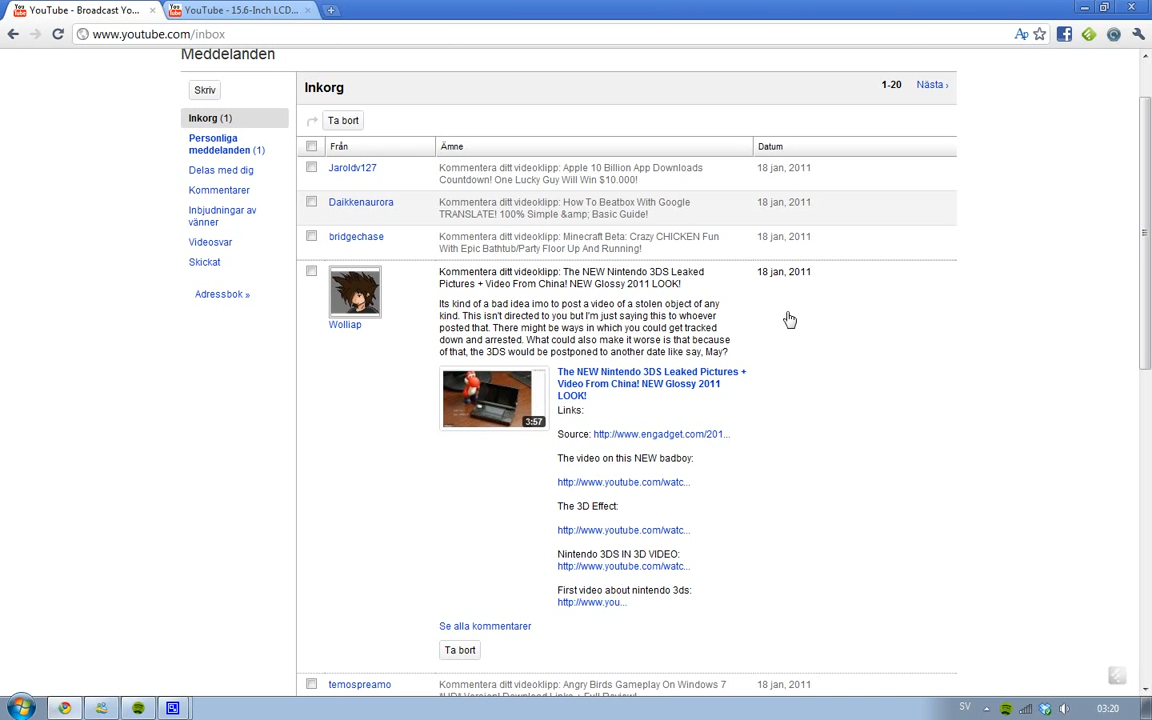 YouTube - Broadcast Yo...
YouTube - 15.6-Inch LCD...
www.youtube.com/inbox
Meddelanden
Skriv
Inkorg
1-20
Nästa ›
Inkorg (1)
Personliga
meddelanden (1)
Delas med dig
Kommentarer
Inbjudningar av
vänner
Videosvar
Skickat
Adressbok »
Ta bort
Från
Ämne
Datum
Jaroldv127
Kommentera ditt videoklipp: Apple 10 Billion App Downloads
Countdown! One Lucky Guy Will Win $10.000!
18 jan, 2011
Daikkenaurora
Kommentera ditt videoklipp: How To Beatbox With Google
TRANSLATE! 100% Simple &amp; Basic Guide!
18 jan, 2011
bridgechase
Kommentera ditt videoklipp: Minecraft Beta: Crazy CHICKEN Fun
With Epic Bathtub/Party Floor Up And Running!
18 jan, 2011
Wolliap
Kommentera ditt videoklipp: The NEW Nintendo 3DS Leaked
Pictures + Video From China! NEW Glossy 2011 LOOK!
18 jan, 2011
Its kind of a bad idea imo to post a video of a stolen object of any
kind. This isn't directed to you but I'm just saying this to whoever
posted that. There might be ways in which you could get tracked
down and arrested. What could also make it worse is that because
of that, the 3DS would be postponed to another date like say, May?
3:57
The NEW Nintendo 3DS Leaked Pictures +
Video From China! NEW Glossy 2011
LOOK!
Links:
Source: http://www.engadget.com/201...
The video on this NEW badboy:
http://www.youtube.com/watc...
The 3D Effect:
http://www.youtube.com/watc...
Nintendo 3DS IN 3D VIDEO:
http://www.youtube.com/watc...
First video about nintendo 3ds:
http://www.you...
Se alla kommentarer
Ta bort
temospreamo
Kommentera ditt videoklipp: Angry Birds Gameplay On Windows 7
*HD* Version! Download Links + Full Review!
18 jan, 2011
SV
03:20